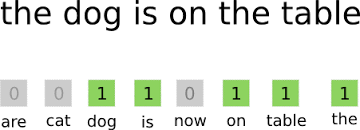 the dog is on the table
0 0 1 1 0 1 1 1
are cat dog is now on table the